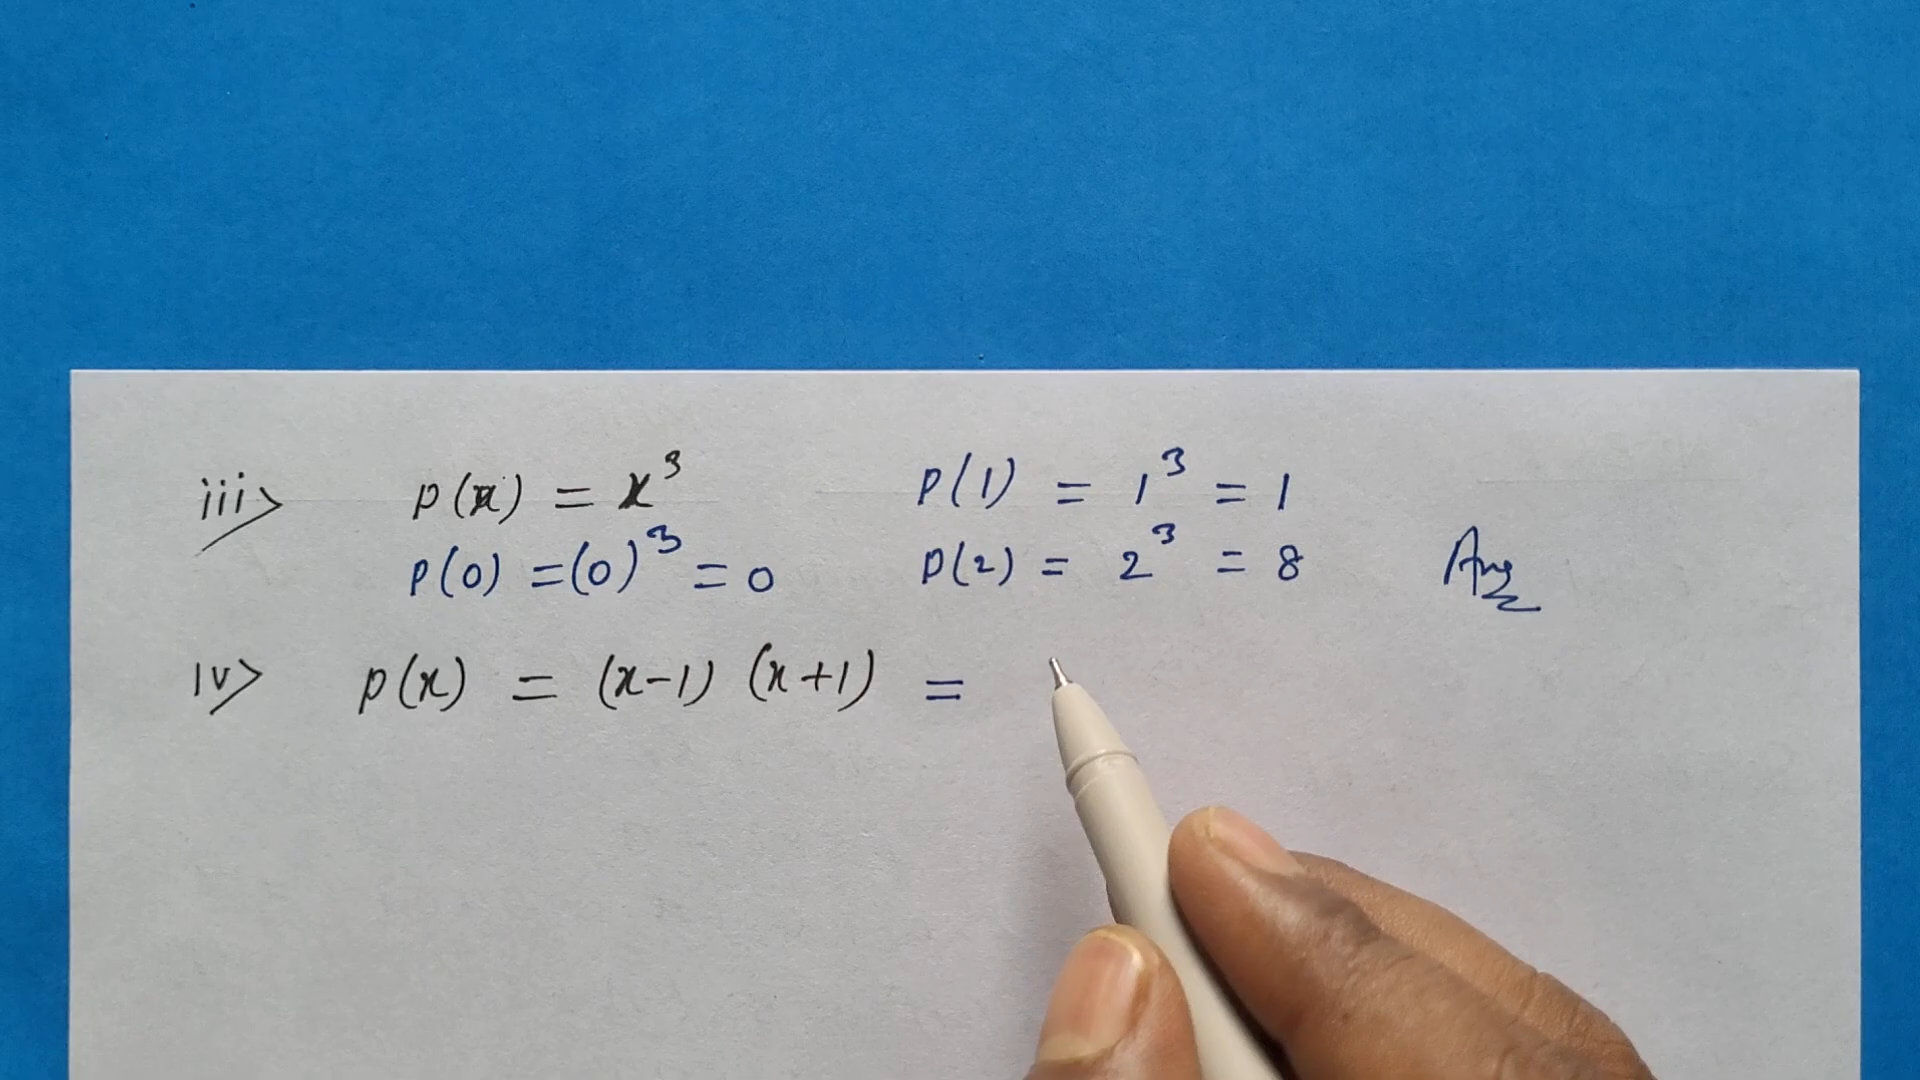 iii> p(x) = x³ p(1) = 1³ = 1
p(0) =(0)³ = 0 p(2) = 2³ = 8 Ans
iv> p(x) = (x-1) (x+1) =